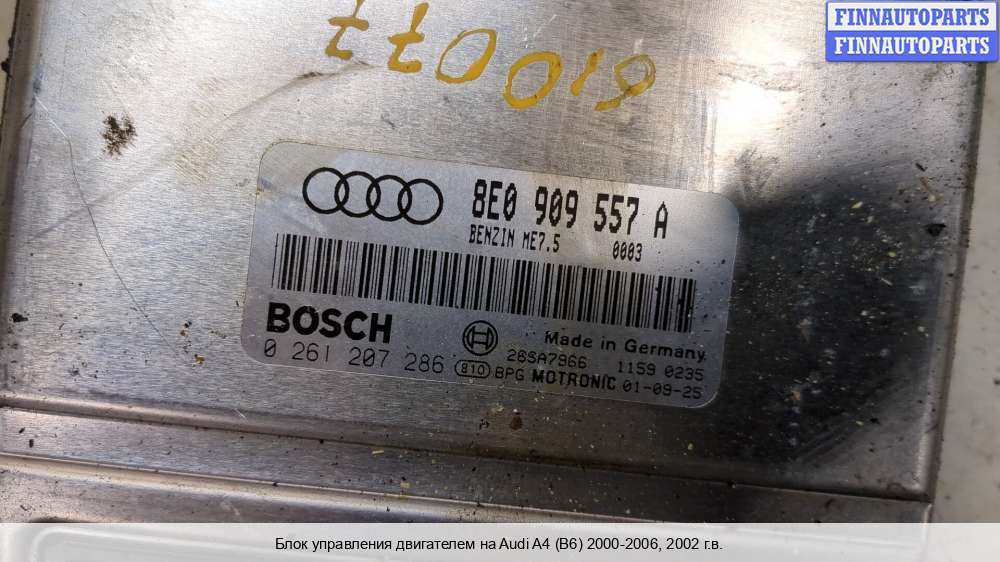 FINNAUTOPARTS
FINNAUTOPARTS
610077
8E0 909 557 A
BENZIN ME7.5 0003
BOSCH
Made in Germany
0 261 207 286
28SA7966 1159 0235
810 BPG MOTRONIC 01-09-25
Блок управления двигателем на Audi A4 (B6) 2000-2006, 2002 г.в.